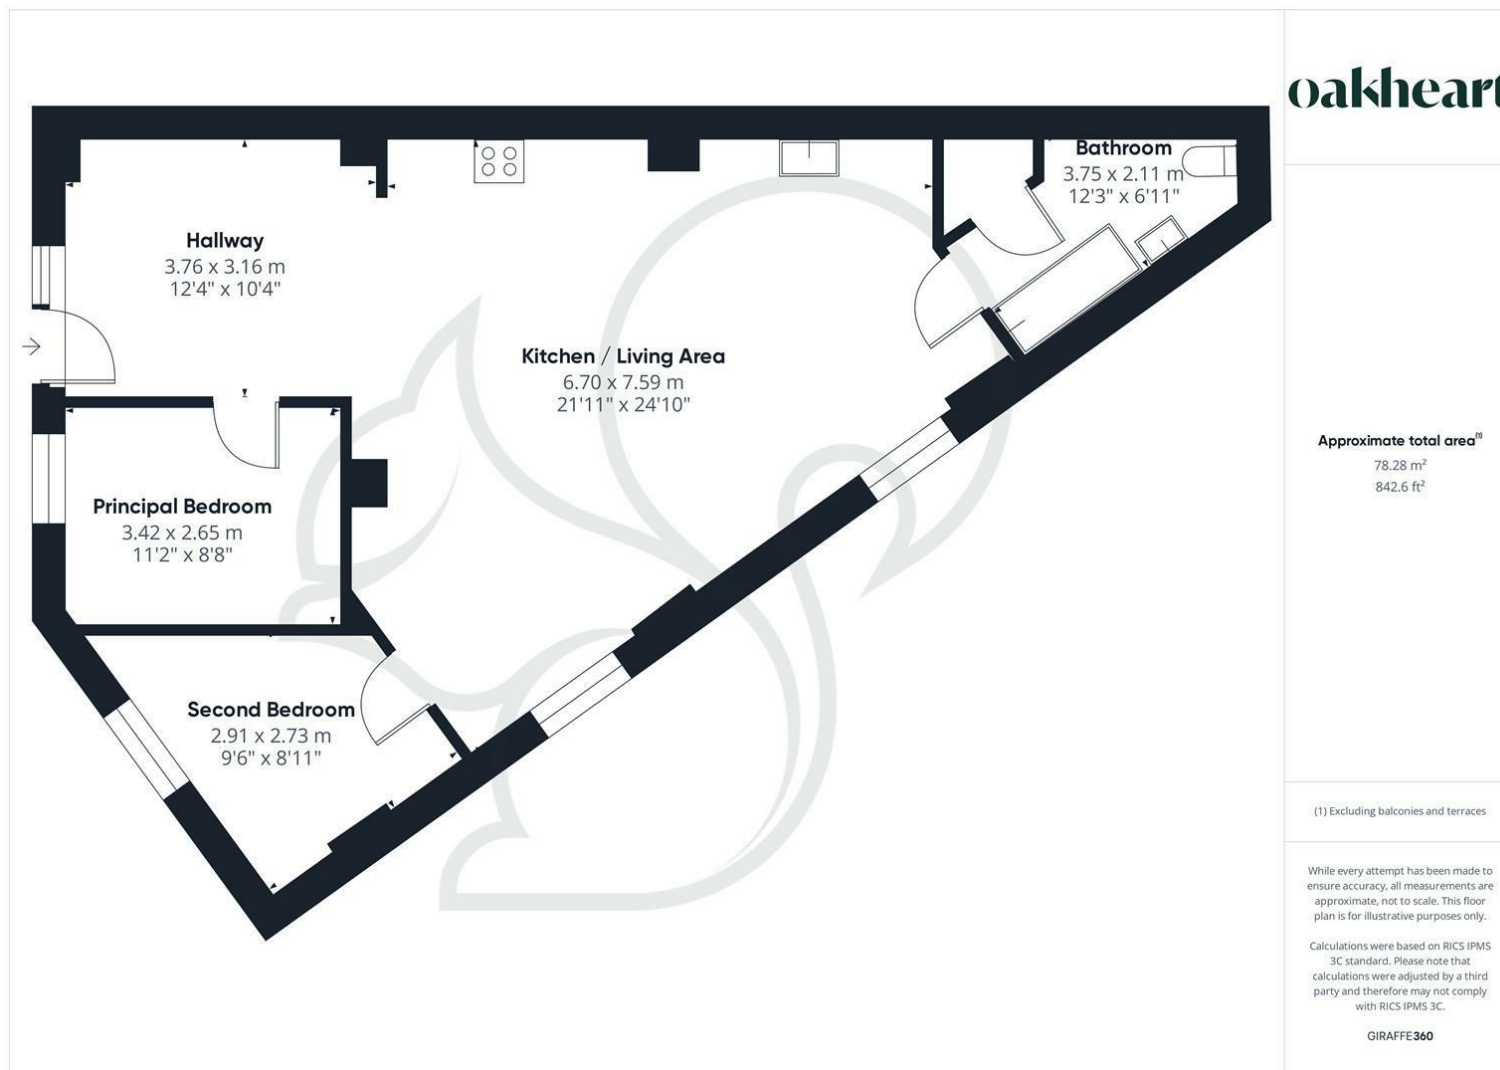 oakheart
Bathroom
3.75 x 2.11 m
12'3" x 6'11"
Hallway
3.76 x 3.16 m
12'4" x 10'4"
Kitchen / Living Area
6.70 x 7.59 m
21'11" x 24'10"
Principal Bedroom
3.42 x 2.65 m
11'2" x 8'8"
Second Bedroom
2.91 x 2.73 m
9'6" x 8'11"
Approximate total area(1)
78.28 m²
842.6 ft²
(1) Excluding balconies and terraces
While every attempt has been made to
ensure accuracy, all measurements are
approximate, not to scale. This floor
plan is for illustrative purposes only.
Calculations were based on RICS IPMS
3C standard. Please note that
calculations were adjusted by a third
party and therefore may not comply
with RICS IPMS 3C.
GIRAFFE360